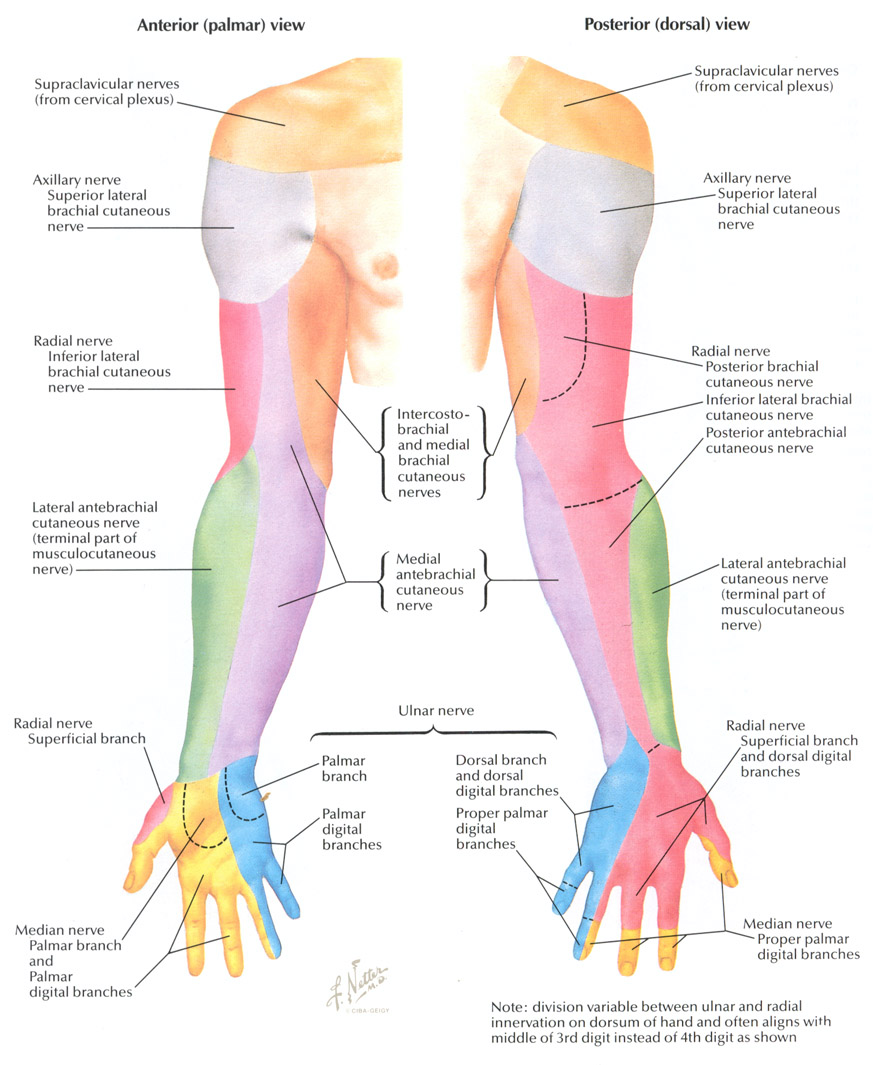 Anterior (palmar) view
Supraclavicular nerves
(from cervical plexus)
Axillary nerve
Superior lateral
brachial cutaneous
nerve
Radial nerve
Inferior lateral
brachial cutaneous
nerve
Lateral antebrachial
cutaneous nerve
(terminal part of
musculocutaneous
nerve)
Radial nerve
Superficial branch
Median nerve
Palmar branch
and
Palmar
digital branches
Intercosto-
brachial
and medial
brachial
cutaneous
nerves
Medial
antebrachial
cutaneous
nerve
Ulnar nerve
Palmar
branch
Palmar
digital
branches
Dorsal branch
and dorsal
digital branches
Proper palmar
digital
branches
Posterior (dorsal) view
Supraclavicular nerves
(from cervical plexus)
Axillary nerve
Superior lateral
brachial cutaneous
nerve
Radial nerve
Posterior brachial
cutaneous nerve
Inferior lateral brachial
cutaneous nerve
Posterior antebrachial
cutaneous nerve
Lateral antebrachial
cutaneous nerve
(terminal part of
musculocutaneous
nerve)
Radial nerve
Superficial branch
and dorsal digital
branches
Median nerve
Proper palmar
digital branches
F. Netter
M.D.
© CIBA-GEIGY
Note: division variable between ulnar and radial
innervation on dorsum of hand and often aligns with
middle of 3rd digit instead of 4th digit as shown